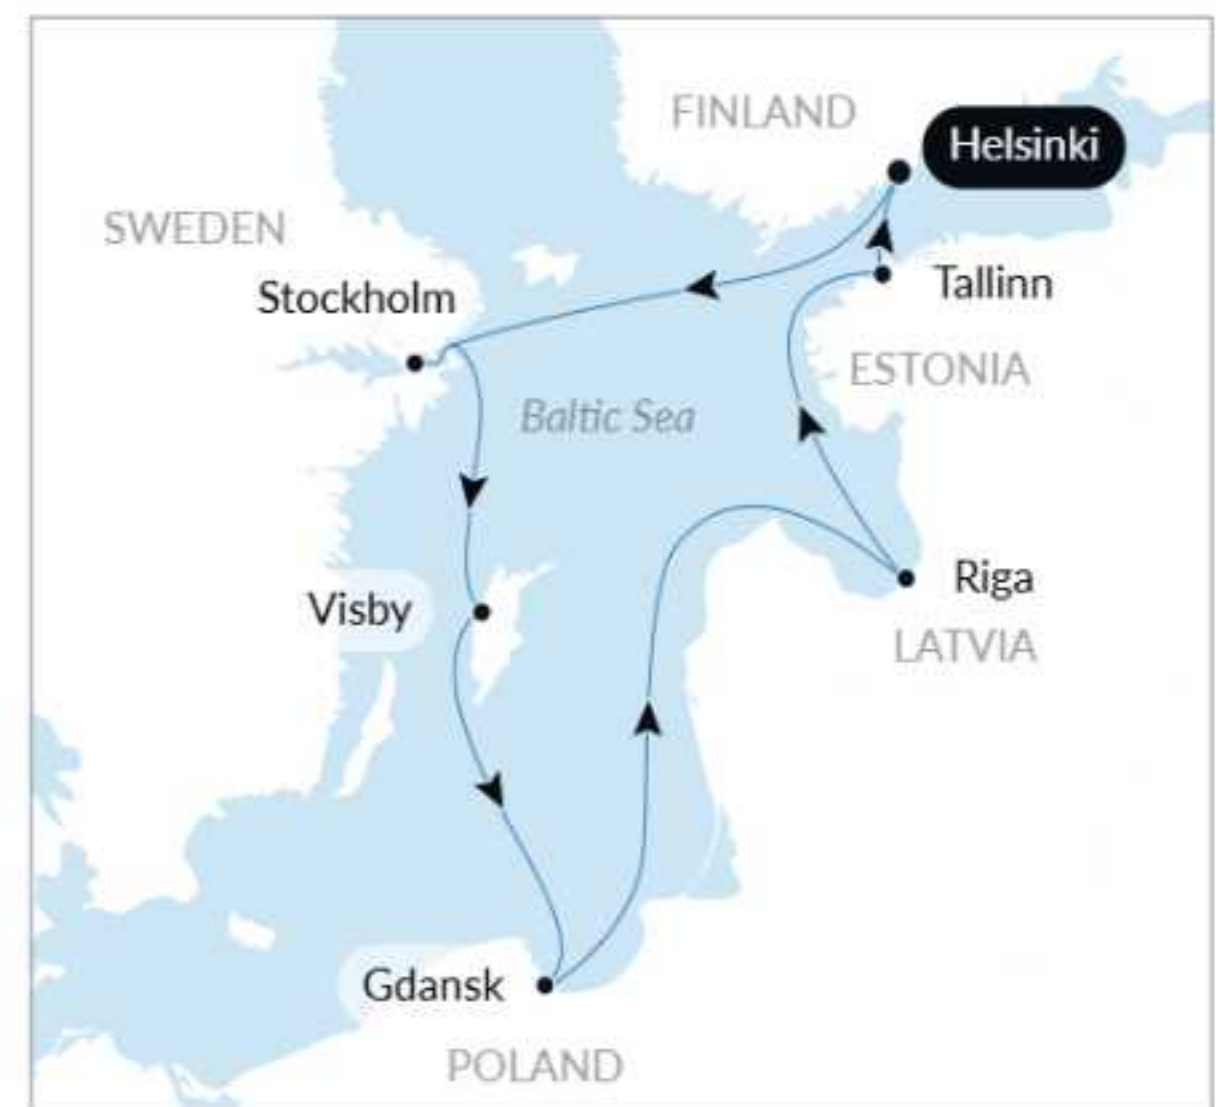 FINLAND
Helsinki
SWEDEN
Stockholm
Tallinn
ESTONIA
Baltic Sea
Riga
Visby
LATVIA
Gdansk
POLAND